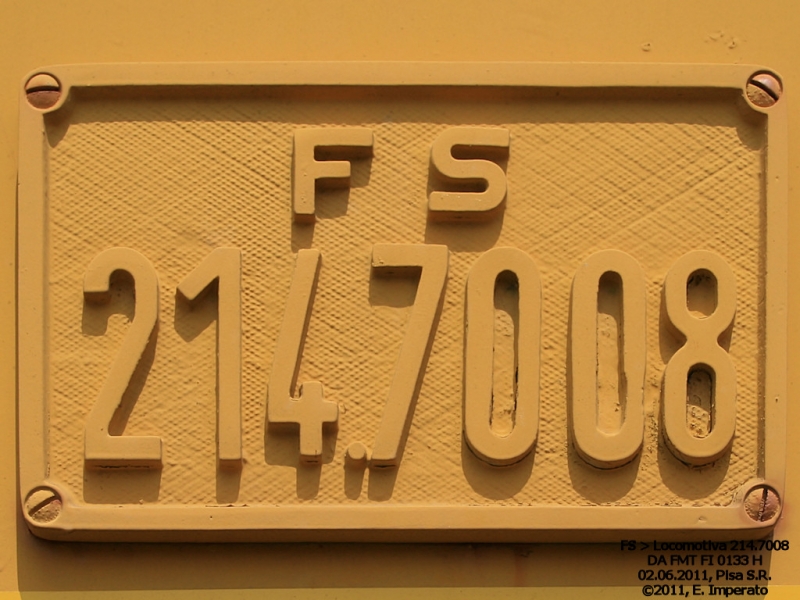 FS
214.7008
FS > Locomotiva 214.7008
DA FMT FI 0133 H
02.06.2011, Pisa S.R.
©2011, E. Imperato